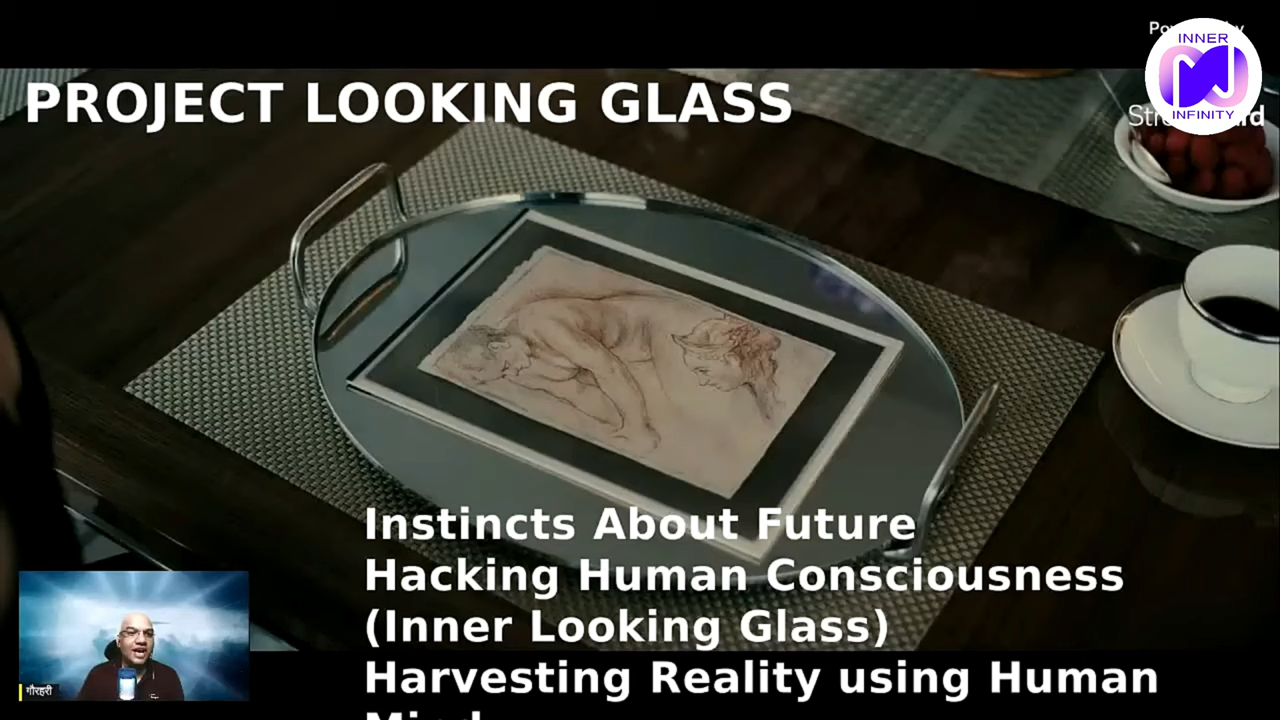 PROJECT LOOKING GLASS
INNER
INFINITY
Instincts About Future
Hacking Human Consciousness
(Inner Looking Glass)
Harvesting Reality using Human
गौरहरी